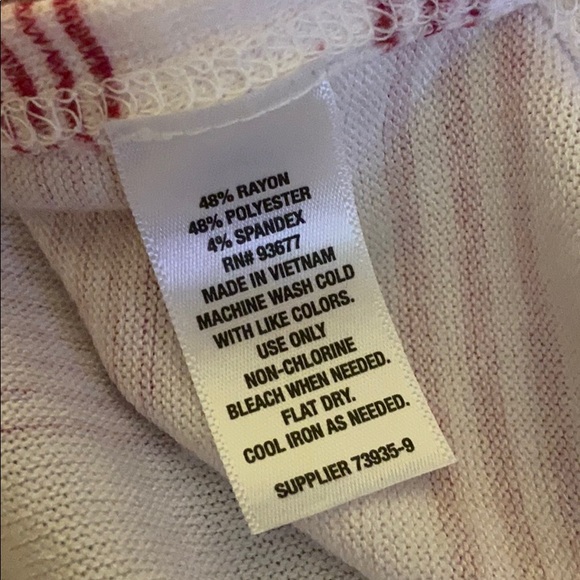 48% RAYON
48% POLYESTER
4% SPANDEX
RN# 93677
MADE IN VIETNAM
MACHINE WASH COLD
WITH LIKE COLORS.
USE ONLY
NON-CHLORINE
BLEACH WHEN NEEDED.
FLAT DRY.
COOL IRON AS NEEDED.
SUPPLIER 73935-9